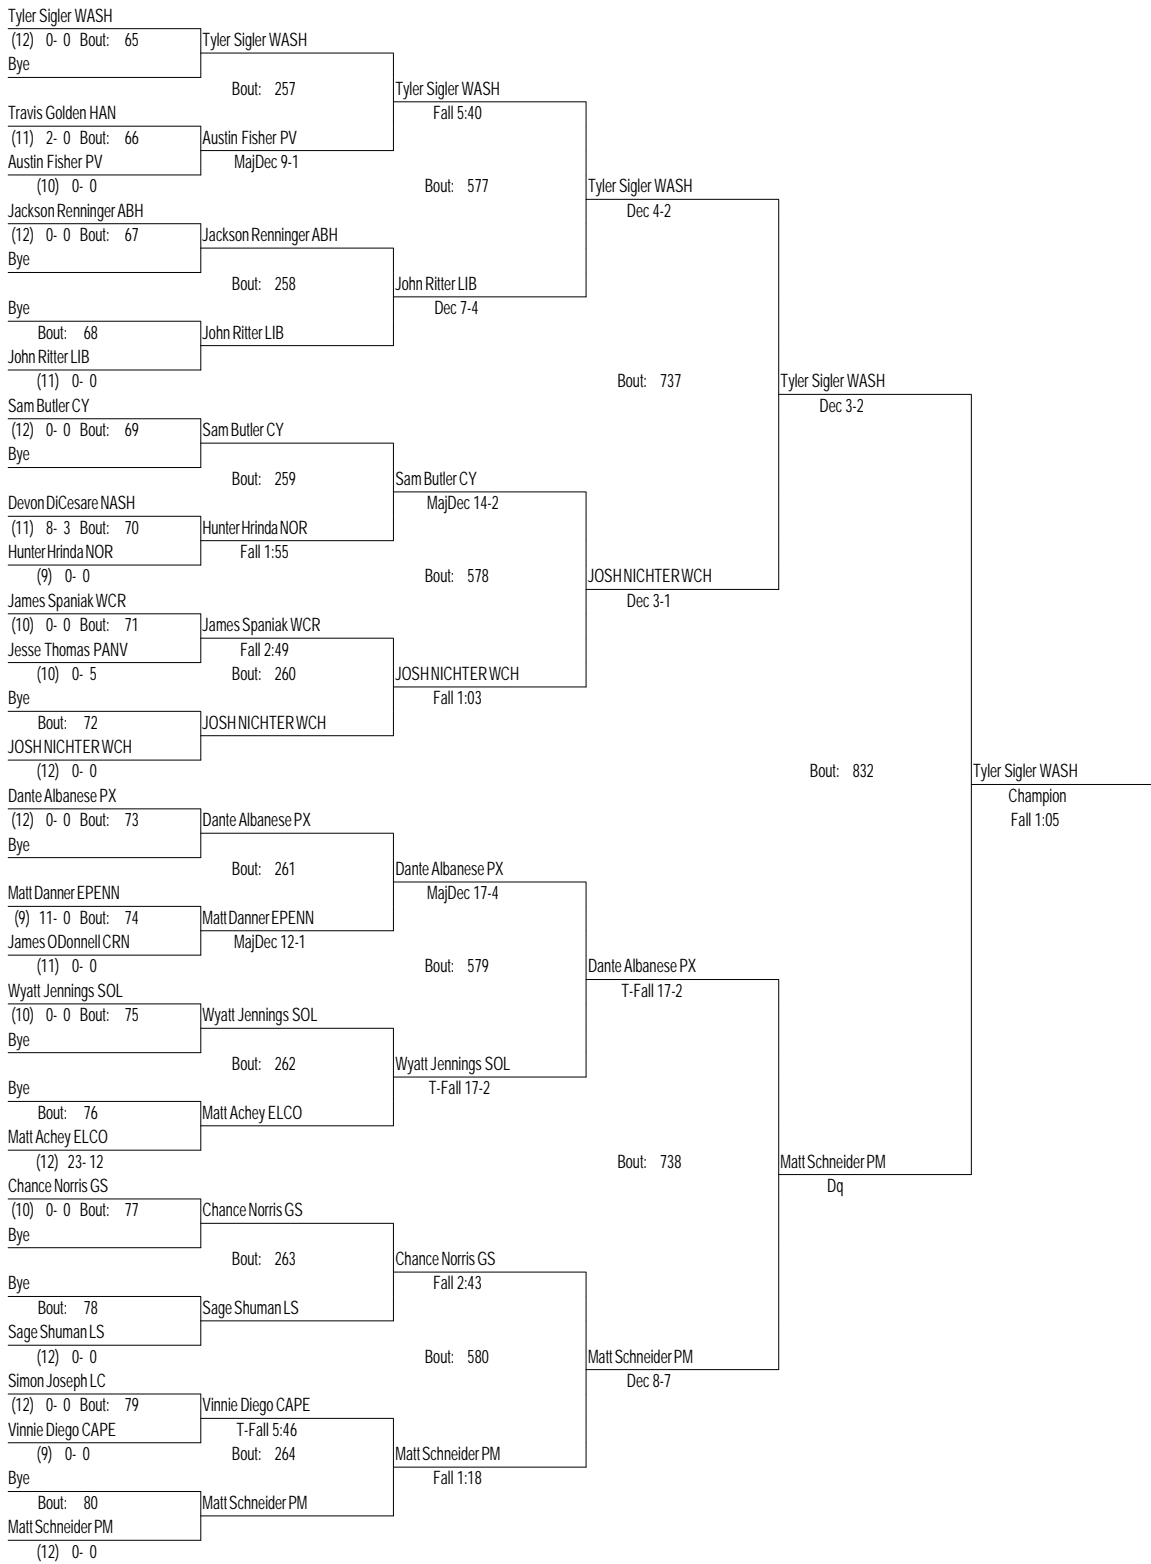 Tyler Sigler WASH
(12) 0- 0 Bout: 65
Tyler Sigler WASH
Bye
Bout: 257
Tyler Sigler WASH
Travis Golden HAN
Fall 5:40
(11) 2- 0 Bout: 66
Austin Fisher PV
Austin Fisher PV
MajDec 9-1
(10) 0- 0
Bout: 577
Tyler Sigler WASH
Jackson Renninger ABH
Dec 4-2
(12) 0- 0 Bout: 67
Jackson Renninger ABH
Bye
Bout: 258
John Ritter LIB
Bye
Dec 7-4
Bout: 68
John Ritter LIB
John Ritter LIB
(11) 0- 0
Bout: 737
Tyler Sigler WASH
Sam Butler CY
Dec 3-2
(12) 0- 0 Bout: 69
Sam Butler CY
Bye
Bout: 259
Sam Butler CY
Devon DiCesare NASH
MajDec 14-2
(11) 8- 3 Bout: 70
Hunter Hrinda NOR
Hunter Hrinda NOR
Fall 1:55
(9) 0- 0
Bout: 578
JOSH NICHTER WCH
James Spaniak WCR
Dec 3-1
(10) 0- 0 Bout: 71
James Spaniak WCR
Jesse Thomas PANV
Fall 2:49
(10) 0- 5
Bout: 260
JOSH NICHTER WCH
Bye
Fall 1:03
Bout: 72
JOSH NICHTER WCH
JOSH NICHTER WCH
(12) 0- 0
Bout: 832
Tyler Sigler WASH
Dante Albanese PX
Champion
(12) 0- 0 Bout: 73
Dante Albanese PX
Fall 1:05
Bye
Bout: 261
Dante Albanese PX
Matt Danner EPENN
MajDec 17-4
(9) 11- 0 Bout: 74
Matt Danner EPENN
James ODonnell CRN
MajDec 12-1
(11) 0- 0
Bout: 579
Dante Albanese PX
Wyatt Jennings SOL
T-Fall 17-2
(10) 0- 0 Bout: 75
Wyatt Jennings SOL
Bye
Bout: 262
Wyatt Jennings SOL
Bye
T-Fall 17-2
Bout: 76
Matt Achey ELCO
Matt Achey ELCO
(12) 23- 12
Bout: 738
Matt Schneider PM
Chance Norris GS
Dq
(10) 0- 0 Bout: 77
Chance Norris GS
Bye
Bout: 263
Chance Norris GS
Bye
Fall 2:43
Bout: 78
Sage Shuman LS
Sage Shuman LS
(12) 0- 0
Bout: 580
Matt Schneider PM
Simon Joseph LC
Dec 8-7
(12) 0- 0 Bout: 79
Vinnie Diego CAPE
Vinnie Diego CAPE
T-Fall 5:46
(9) 0- 0
Bout: 264
Matt Schneider PM
Bye
Fall 1:18
Bout: 80
Matt Schneider PM
Matt Schneider PM
(12) 0- 0